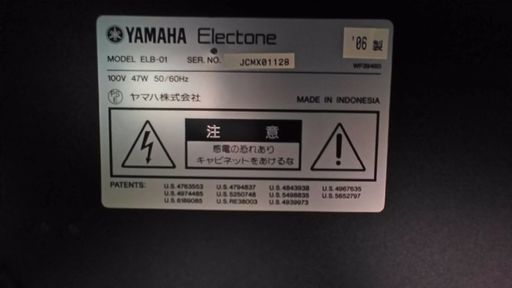 YAMAHA Electone
'06 製
MODEL ELB-01 SER. NO. JCMX01128
100V 47W 50/60Hz
ヤマハ株式会社
MADE IN INDONESIA
注 意
感電の恐れあり
キャビネットをあけるな
PATENTS: U.S.4763553 U.S.4794837 U.S.4843938 U.S.4967635
U.S.4974485 U.S.5250748 U.S.5498835 U.S.5652797
U.S.6189085 U.S.RE38003 U.S.4939973